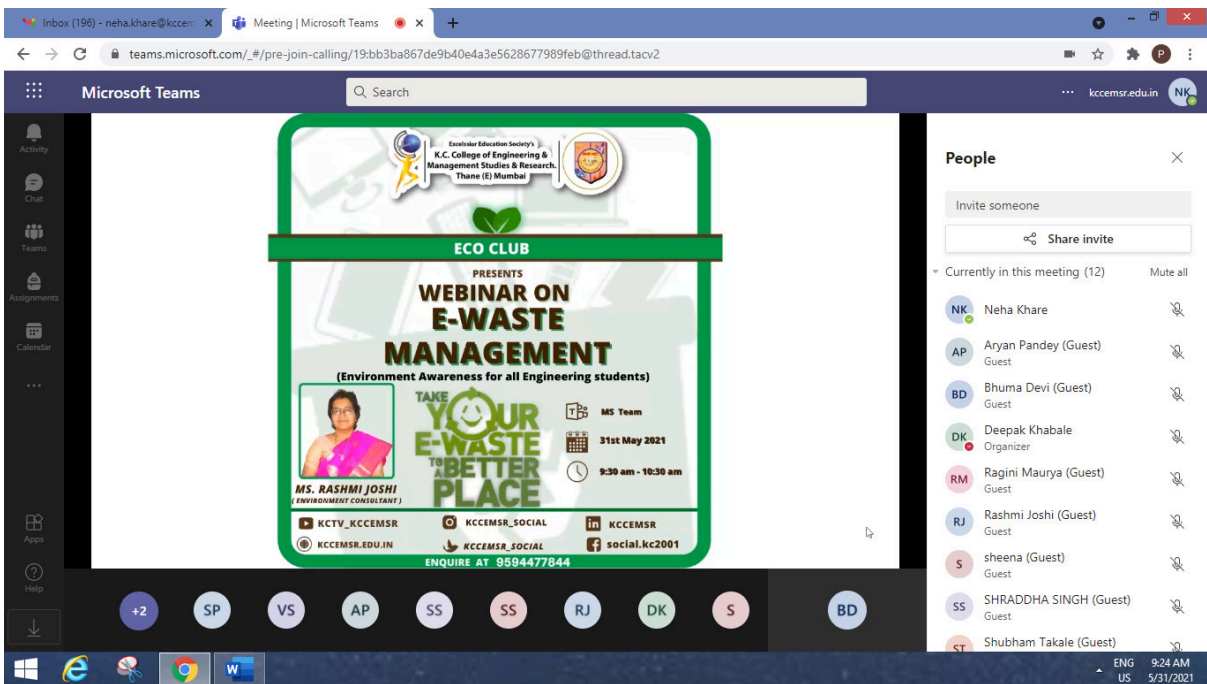 Inbox (196) - neha.khare@kccem
Meeting | Microsoft Teams
teams.microsoft.com/_#/pre-join-calling/19:bb3ba867de9b40e4a3e5628677989feb@thread.tacv2
P
Microsoft Teams
Search
kccemsr.edu.in
NK
Activity
Chat
Teams
Assignments
Calendar
Apps
Help
Excelssior Education Society's
K.C. College of Engineering &
Management Studies & Research.
Thane (E) Mumbai
ECO CLUB
PRESENTS
WEBINAR ON
E-WASTE
MANAGEMENT
(Environment Awareness for all Engineering students)
TAKE
YOUR
E-WASTE
TO A BETTER
PLACE
MS Team
31st May 2021
9:30 am - 10:30 am
MS. RASHMI JOSHI
(ENVIRONMENT CONSULTANT)
KCTV_KCCEMSR
KCCEMSR_SOCIAL
KCCEMSR
KCCEMSR.EDU.IN
KCCEMSR_SOCIAL
social.kc2001
ENQUIRE AT 9594477844
+2
SP
VS
AP
SS
SS
RJ
DK
S
BD
People
Invite someone
Share invite
Currently in this meeting (12)
Mute all
NK
Neha Khare
AP
Aryan Pandey (Guest)
Guest
BD
Bhuma Devi (Guest)
Guest
DK
Deepak Khabale
Organizer
RM
Ragini Maurya (Guest)
Guest
RJ
Rashmi Joshi (Guest)
Guest
S
sheena (Guest)
Guest
SS
SHRADDHA SINGH (Guest)
Guest
ST
Shubham Takale (Guest)
ENG
US
9:24 AM
5/31/2021